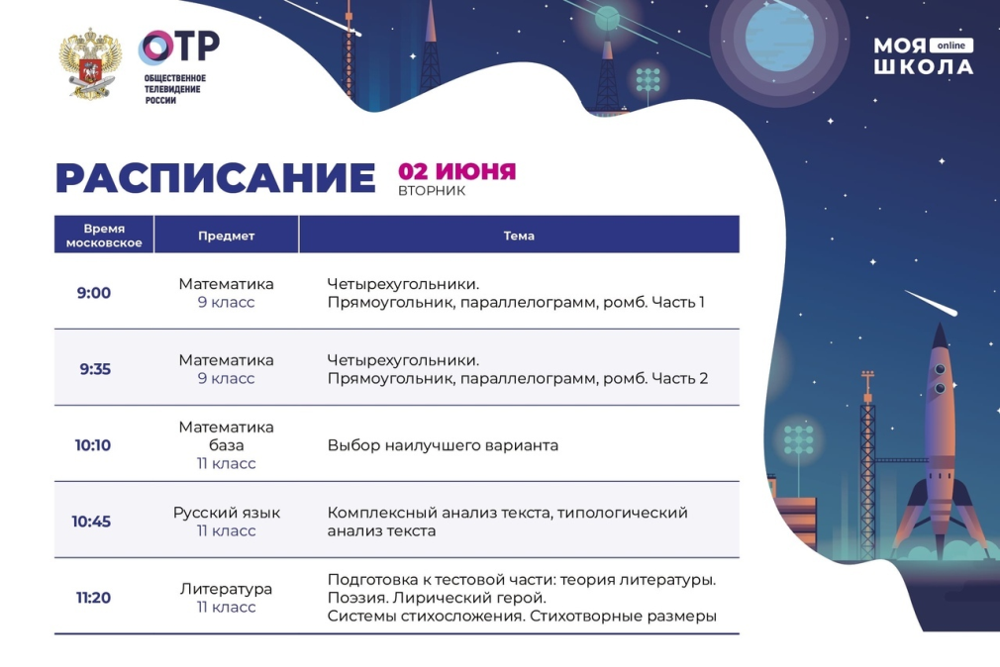 ОТР
ОБЩЕСТВЕННОЕ
ТЕЛЕВИДЕНИЕ
РОССИИ
МОЯ online
ШКОЛА
РАСПИСАНИЕ
02 ИЮНЯ
ВТОРНИК
Время
московское
Предмет
Тема
9:00
Математика
9 класс
Четырехугольники.
Прямоугольник, параллелограмм, ромб. Часть 1
9:35
Математика
9 класс
Четырехугольники.
Прямоугольник, параллелограмм, ромб. Часть 2
10:10
Математика
база
11 класс
Выбор наилучшего варианта
10:45
Русский язык
11 класс
Комплексный анализ текста, типологический
анализ текста
11:20
Литература
11 класс
Подготовка к тестовой части: теория литературы.
Поэзия. Лирический герой.
Системы стихосложения. Стихотворные размеры